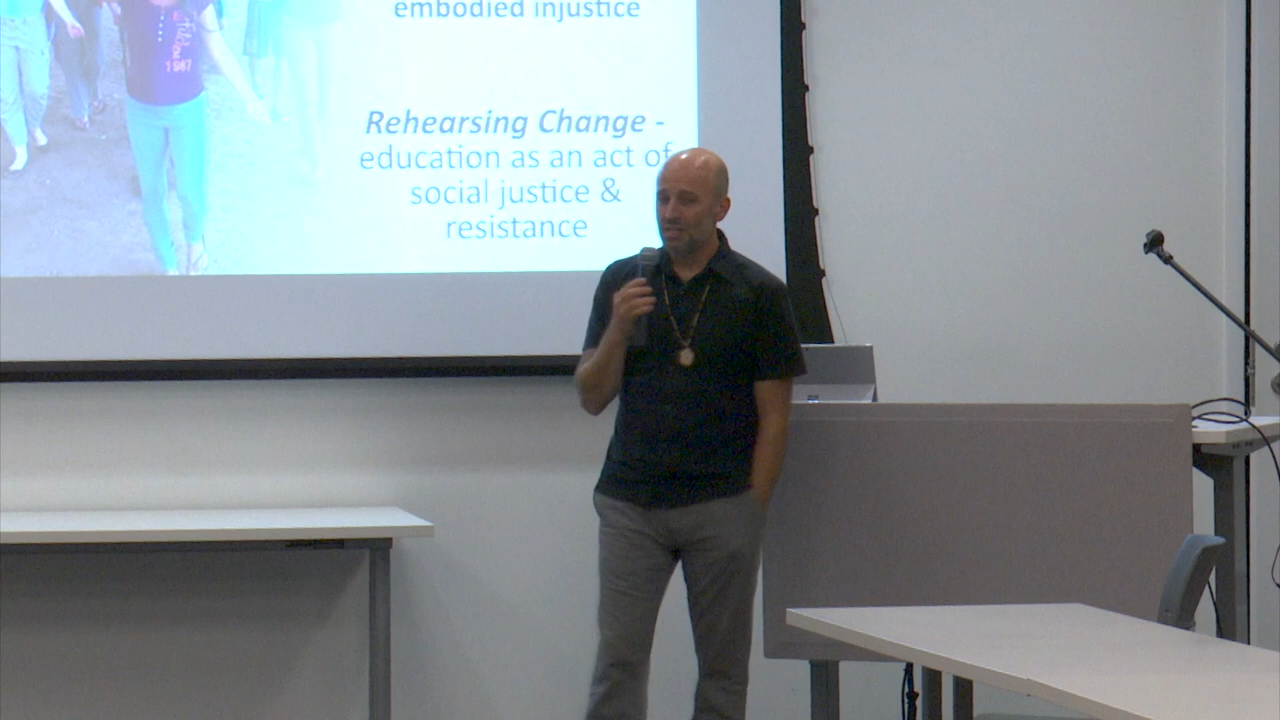 embodied injustice
Rehearsing Change -
education as an act of
social justice &
resistance
1987